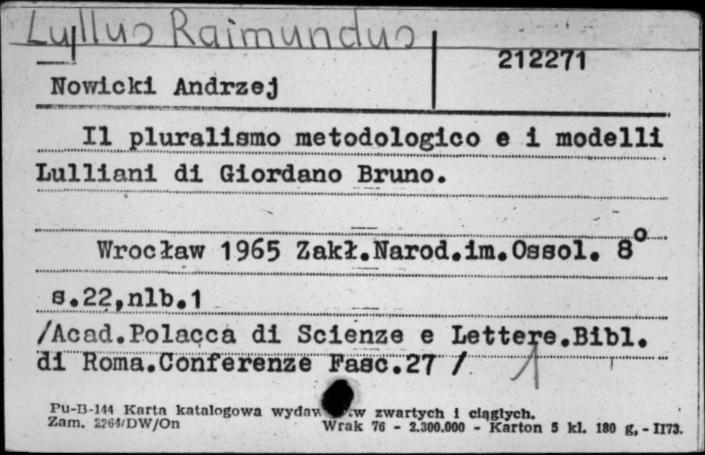 Lullus Raimundus
212271
Nowicki Andrzej
Il pluralismo metodologico e i modelli
Lulliani di Giordano Bruno.
Wrocław 1965 Zakł.Narod.im.Ossol. 8°
s.22,nlb.1
/Acad.Polacca di Scienze e Lettere.Bibl.
di Roma.Conferenze Fasc.27 / 1
Pu-B-144 Karta katalogowa zwartych i ciągłych.
Zam. 2264/DW/On Wrak 76 - 2.300.000 - Karton 5 kl. 180 g. - II73.